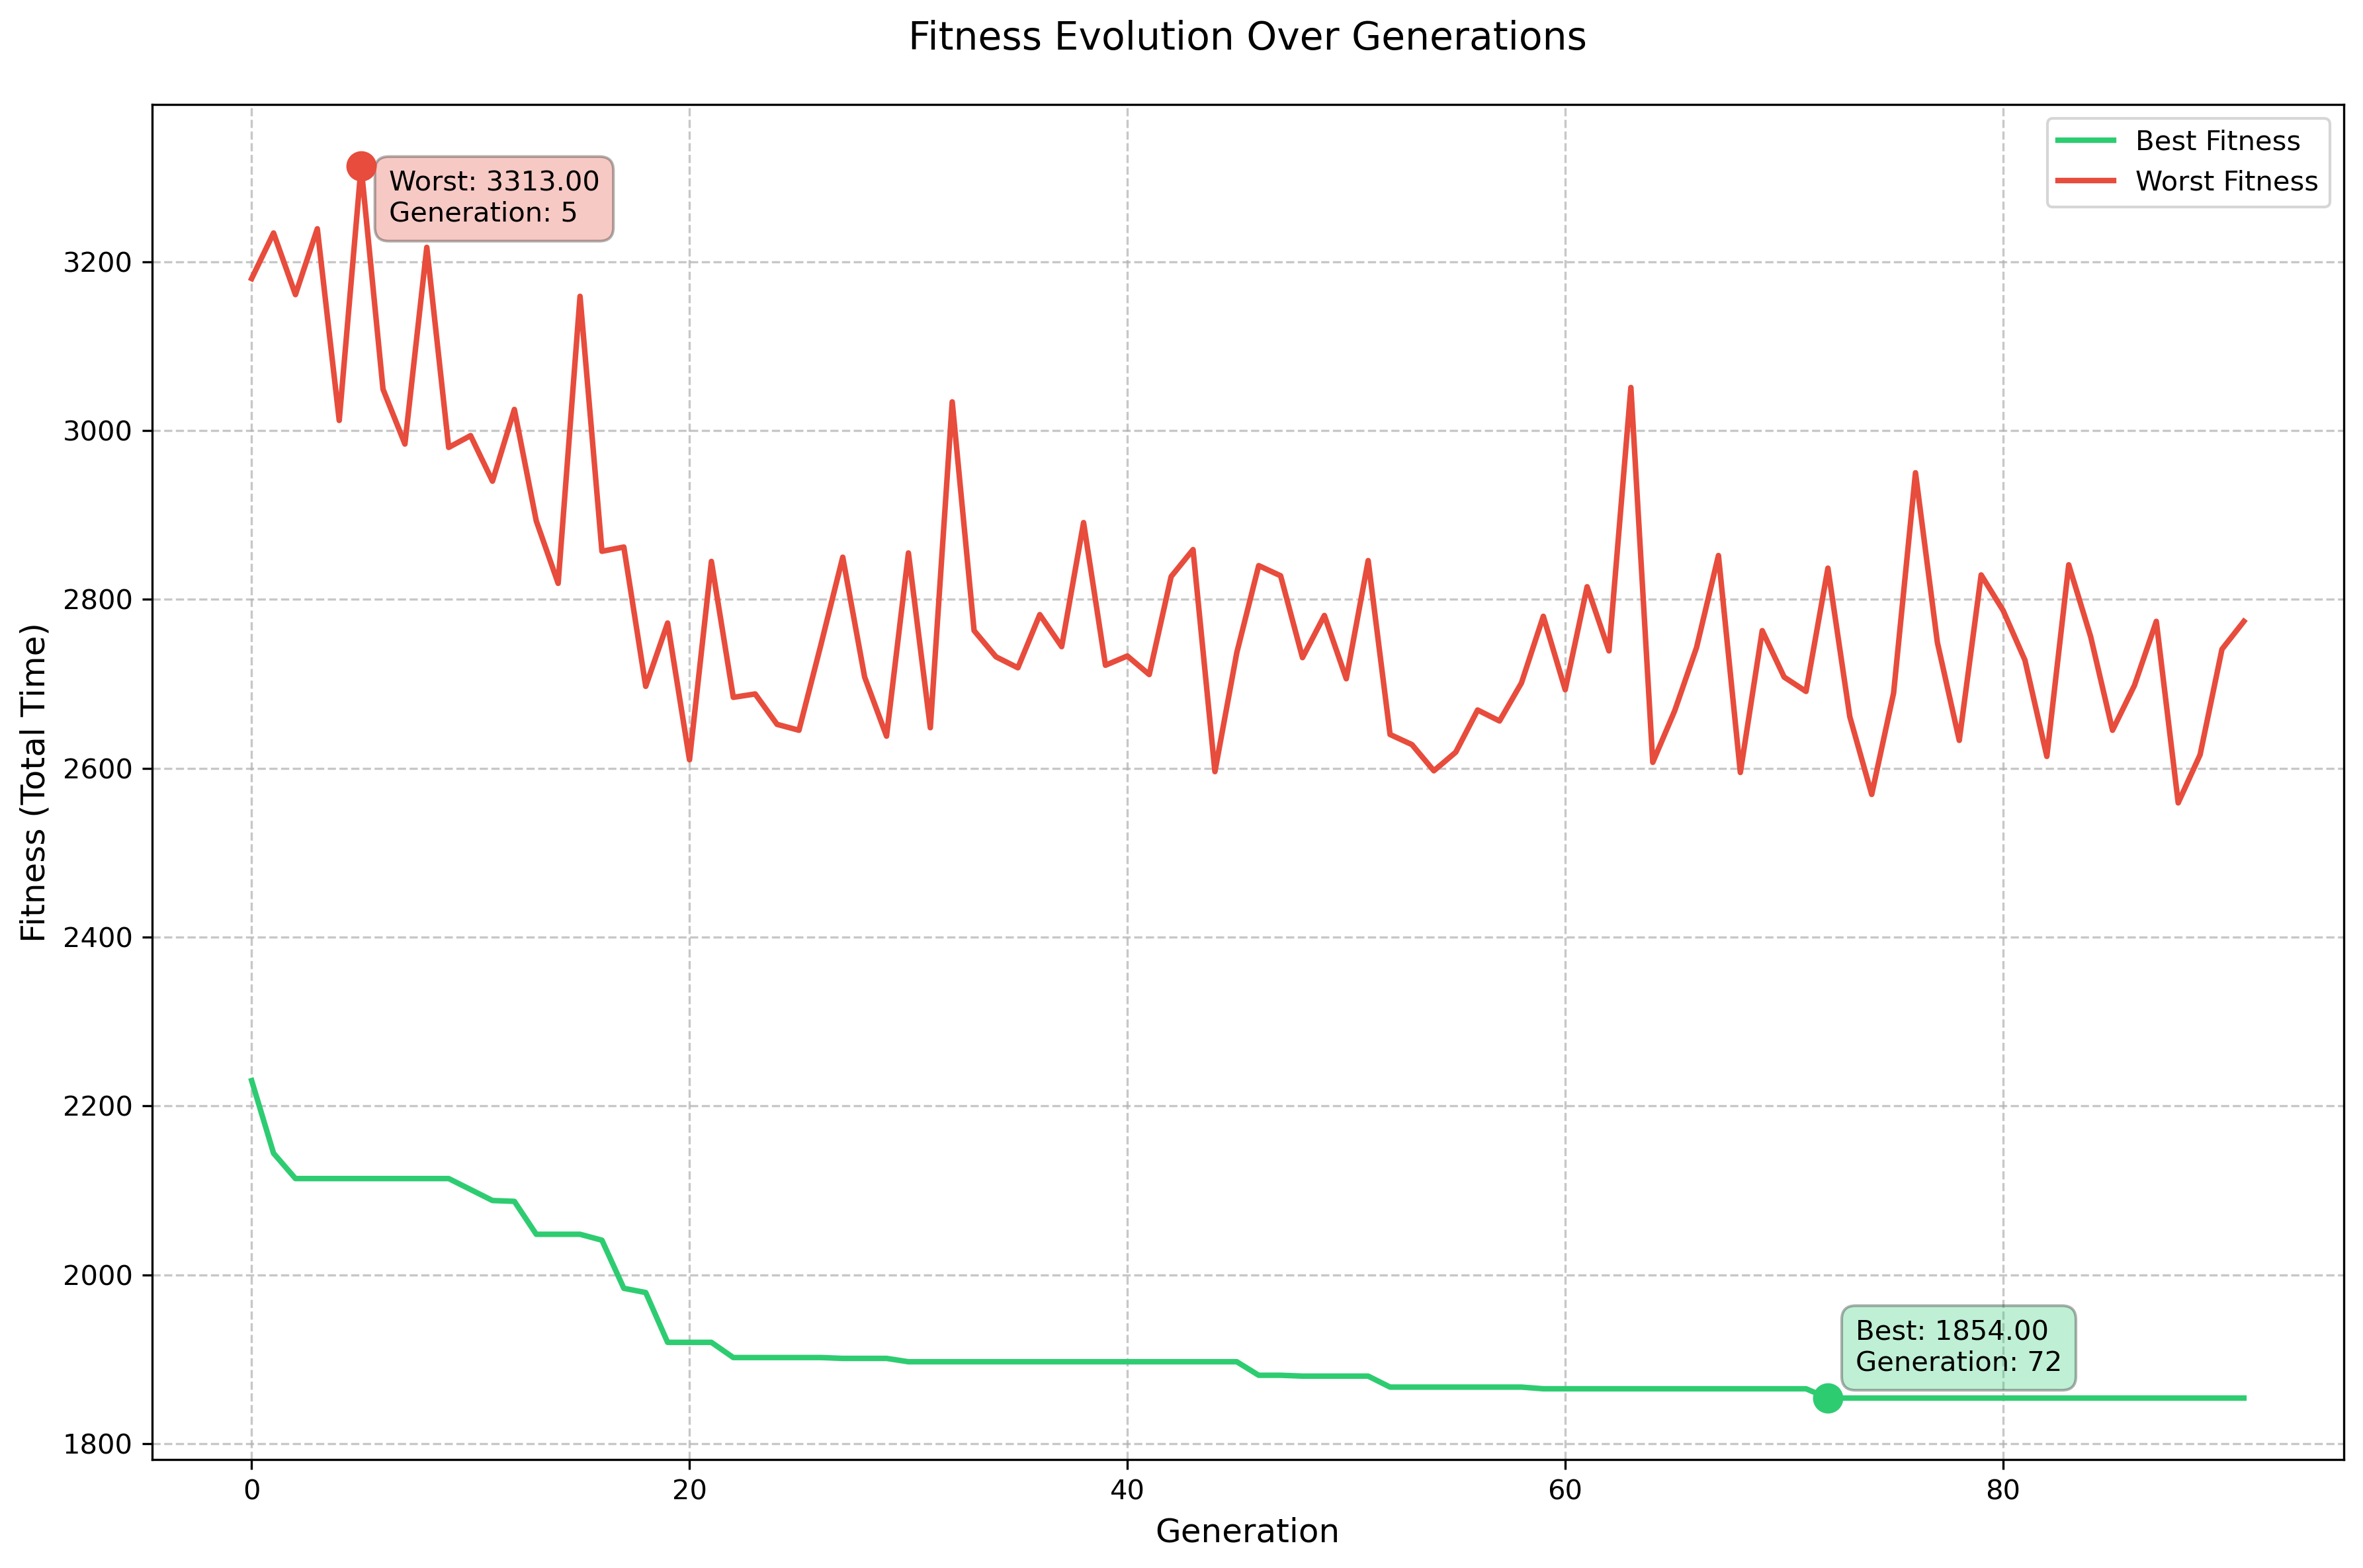 Fitness Evolution Over Generations
Best Fitness
Worst Fitness
Worst: 3313.00
Generation: 5
3200
3000
2800
2600
2400
2200
2000
1800
Fitness (Total Time)
Best: 1854.00
Generation: 72
0
20
40
60
80
Generation